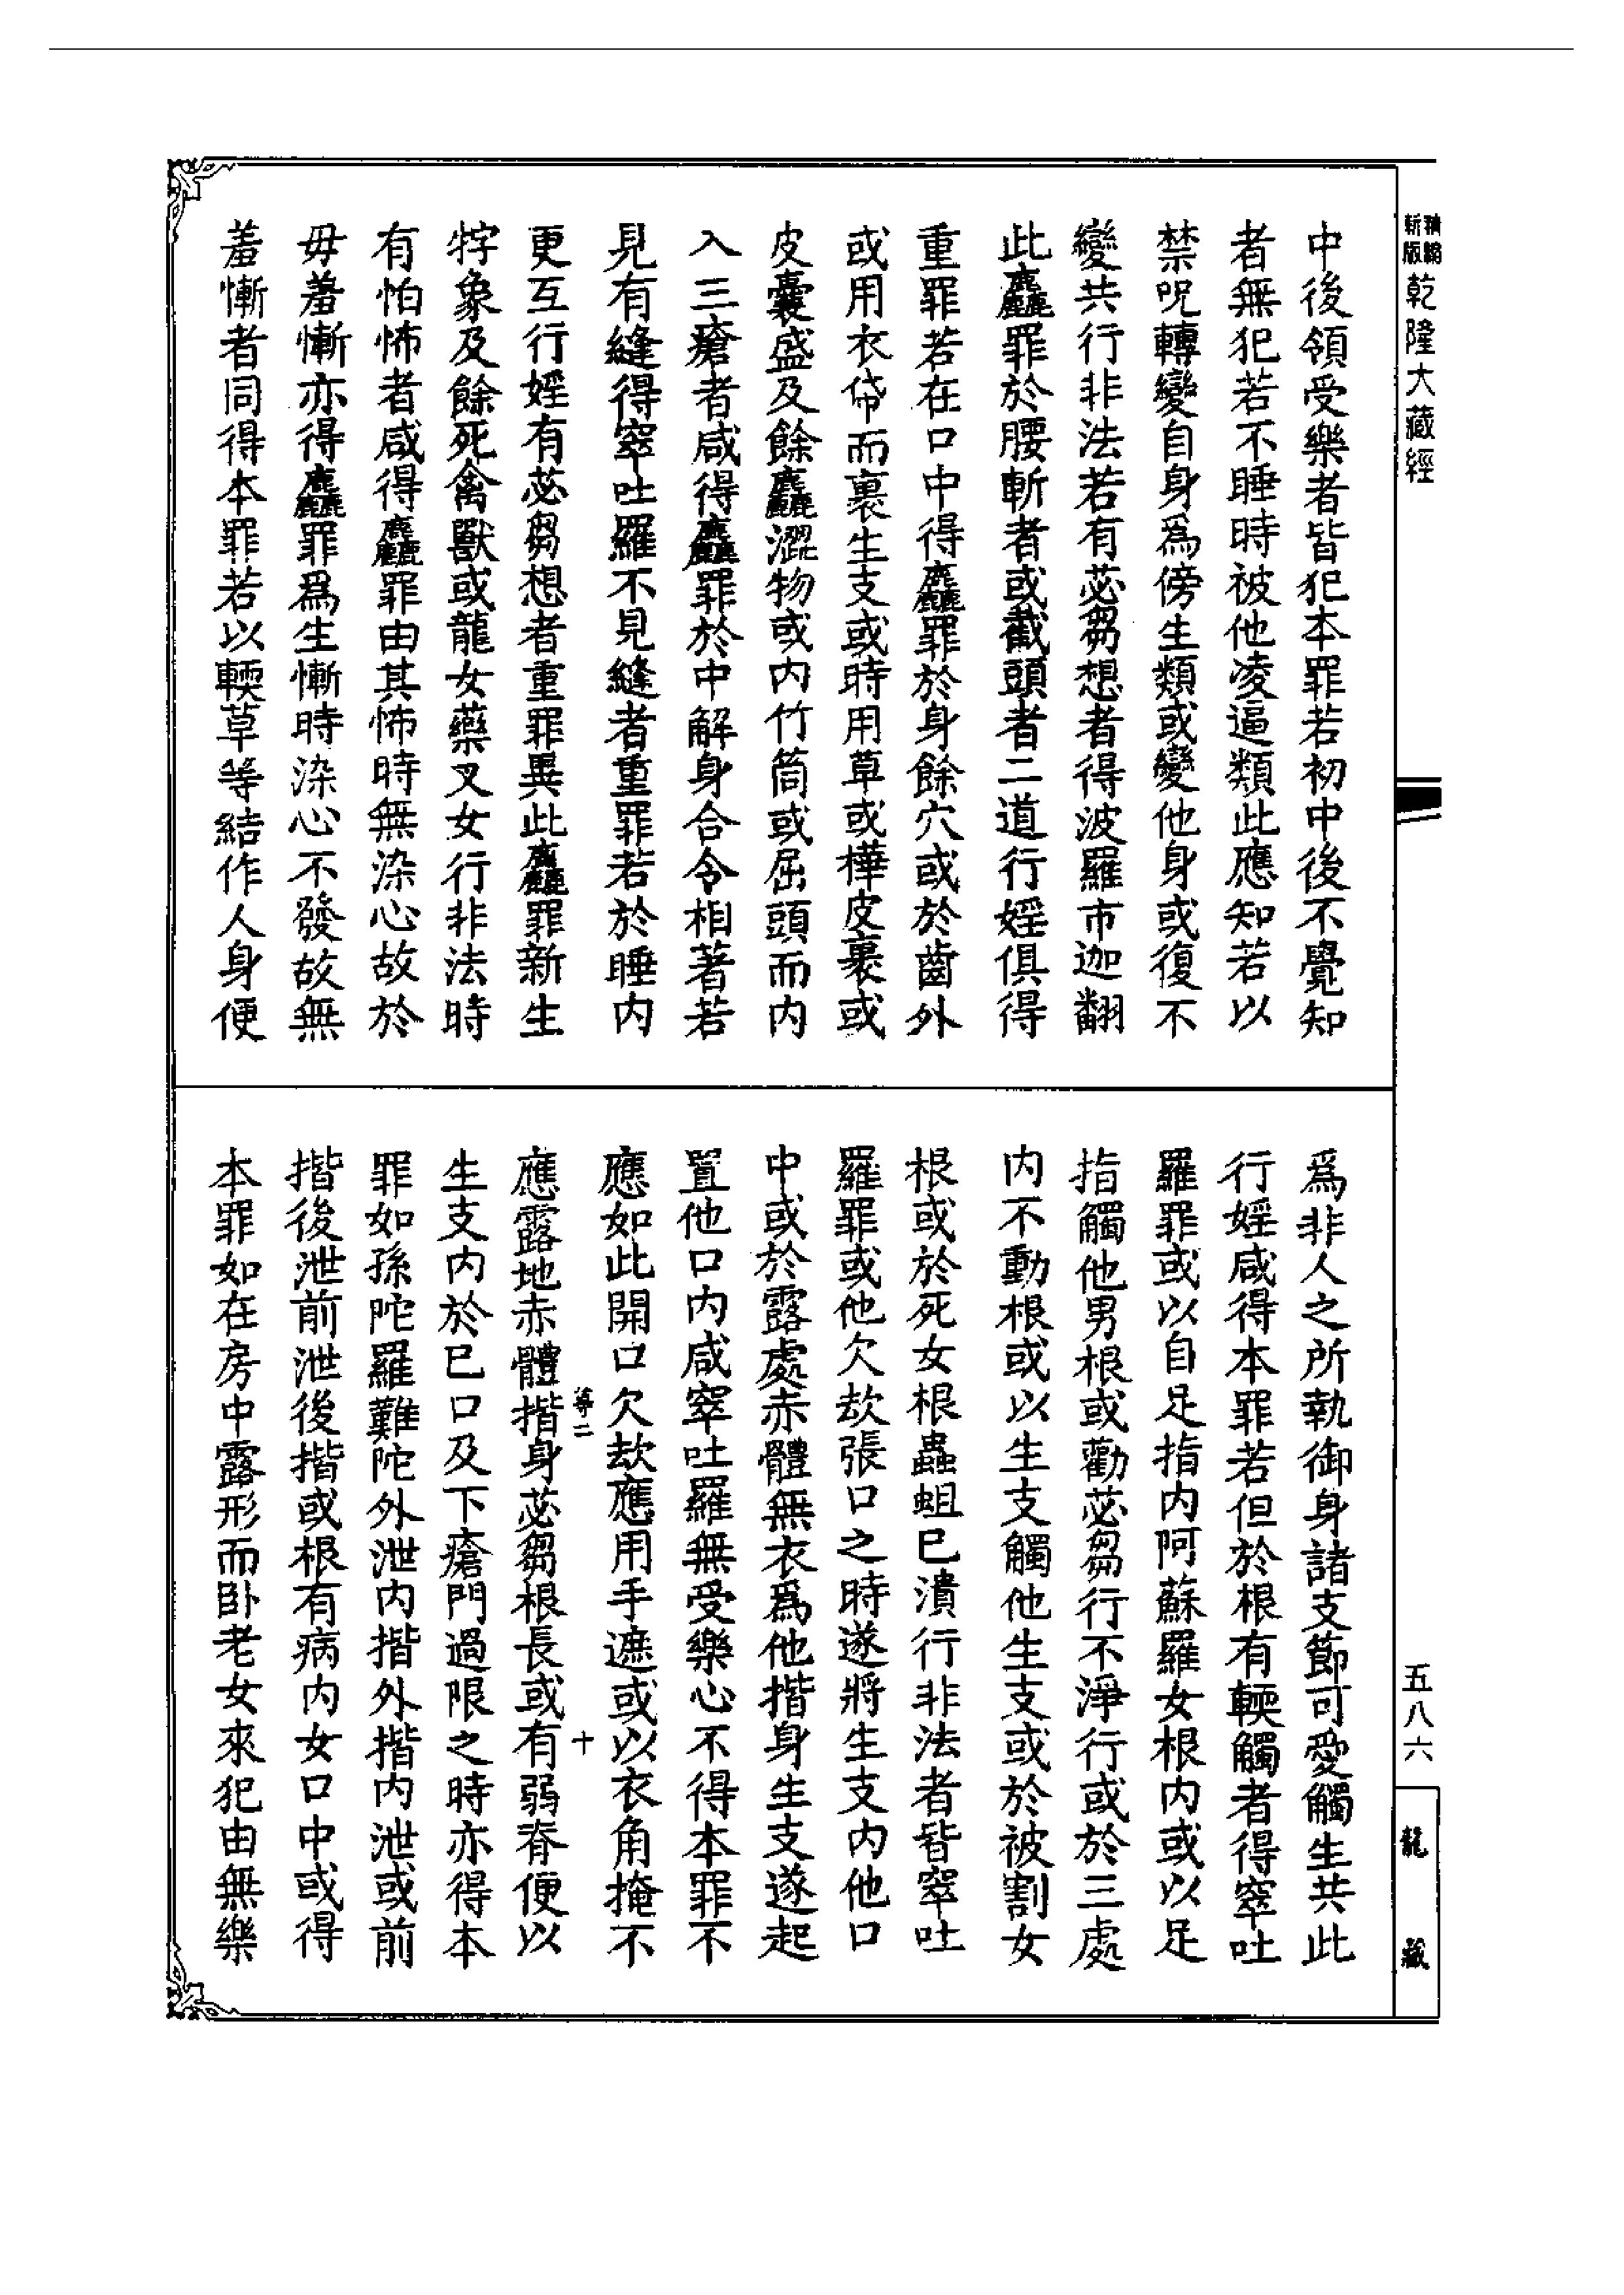 精縮
新版
乾隆大藏經
五八六
龍藏
中後領受樂者皆犯本罪若初中後不覺知
者無犯若不睡時被他凌逼類此應知若以
禁呪轉變自身爲傍生類或變他身或復不
變共行非法若有苾芻想者得波羅市迦翻
此麤罪於腰斬者或截頭者二道行婬俱得
重罪若在口中得麤罪於身餘穴或於齒外
或用衣帒而裹生支或時用草或樺皮裹或
皮囊盛及餘麤澀物或内竹筒或屈頭而内
入三瘡者咸得麤罪於中解身合令相著若
見有縫得窣吐羅不見縫者重罪若於睡内
更互行婬有苾芻想者重罪異此麤罪新生
牸象及餘死禽獸或龍女藥叉女行非法時
有怕怖者咸得麤罪由其怖時無染心故於
毋羞慚亦得麤罪爲生慚時染心不發故無
羞慚者同得本罪若以輭草等結作人身便
爲非人之所執御身諸支節可愛觸生共此
行婬咸得本罪若但於根有輭觸者得窣吐
羅罪或以自足指内阿蘇羅女根内或以足
指觸他男根或勸苾芻行不淨行或於三處
内不動根或以生支觸他生支或於被割女
根或於死女根蟲蛆已潰行非法者皆窣吐
羅罪或他欠㰦張口之時遂將生支内他口
中或於露處赤體無衣爲他揩身生支遂起
置他口内咸窣吐羅無受樂心不得本罪不
應如此開口欠㰦應用手遮或以衣角掩不
䓁二
十
應露地赤體揩身苾芻根長或有弱脊便以
生支内於已口及下瘡門過限之時亦得本
罪如孫陀羅難陀外泄内揩外揩内泄或前
揩後泄前泄後揩或根有病内女口中或得
本罪如在房中露形而卧老女來犯由無樂